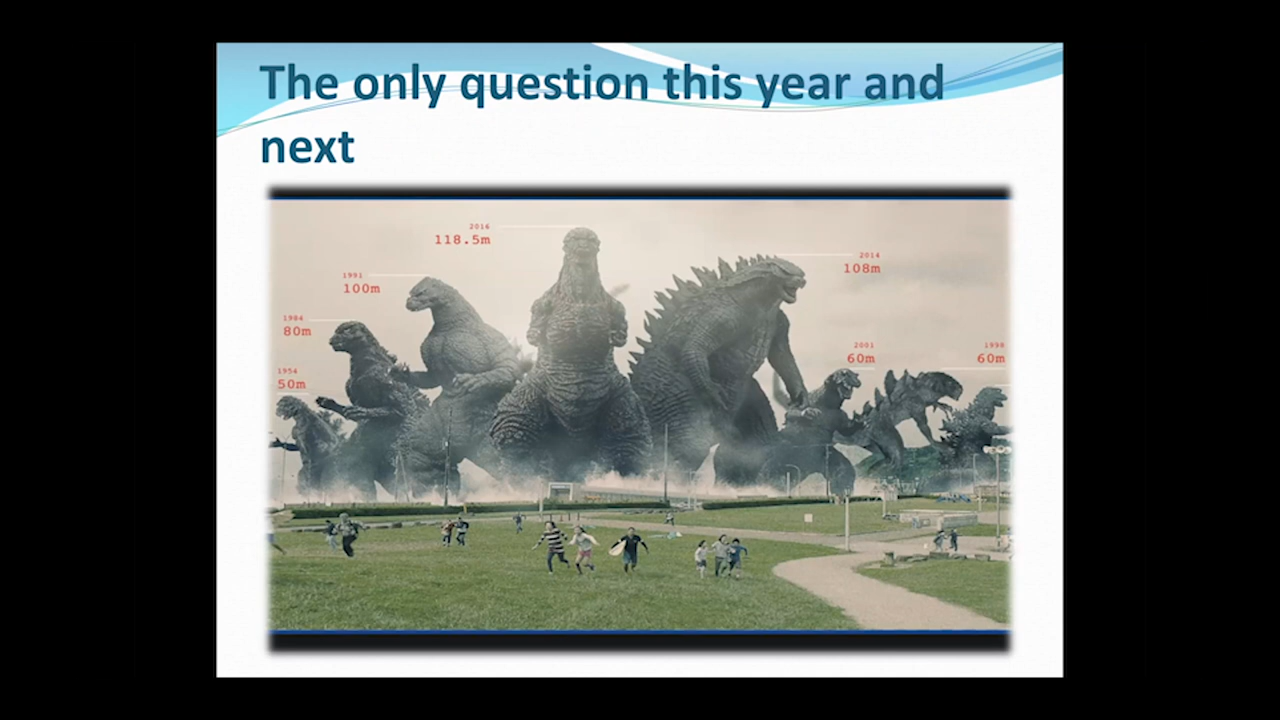 The only question this year and
next
2016
118.5m
2014
108m
1991
100m
1984
80m
2001
60m
1998
60m
1954
50m